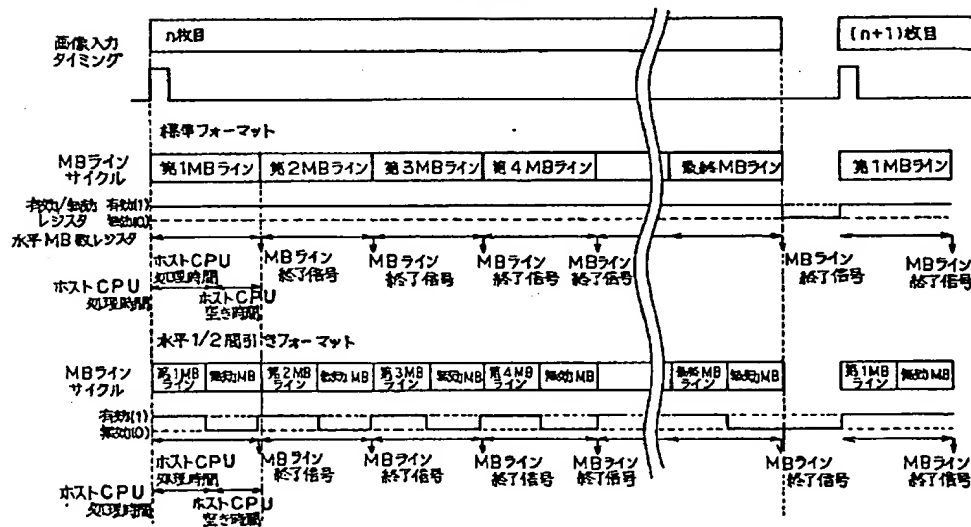 画像入力
タイミング
n枚目
(n+1)枚目
標準フォーマット
MBライン
サイクル
第1MBライン
第2MBライン
第3MBライン
第4MBライン
最終MBライン
第1MBライン
有効/無効 有効(1)
レジスタ 無効(0)
水平MB数レジスタ
ホストCPU
処理時間
MBライン
終了信号
MBライン
終了信号
MBライン
終了信号
MBライン
終了信号
MBライン
終了信号
MBライン
終了信号
ホストCPU
処理時間
ホストCPU
空き時間
水平1/2間引きフォーマット
MBライン
サイクル
第1MB
ライン
無効MB
第2MB
ライン
無効MB
第3MB
ライン
無効MB
第4MB
ライン
無効MB
最終MB
ライン
無効MB
第1MB
ライン
無効MB
有効(1)
無効(0)
ホストCPU
処理時間
MBライン
終了信号
MBライン
終了信号
MBライン
終了信号
MBライン
終了信号
MBライン
終了信号
MBライン
終了信号
ホストCPU
処理時間
ホストCPU
空き時間